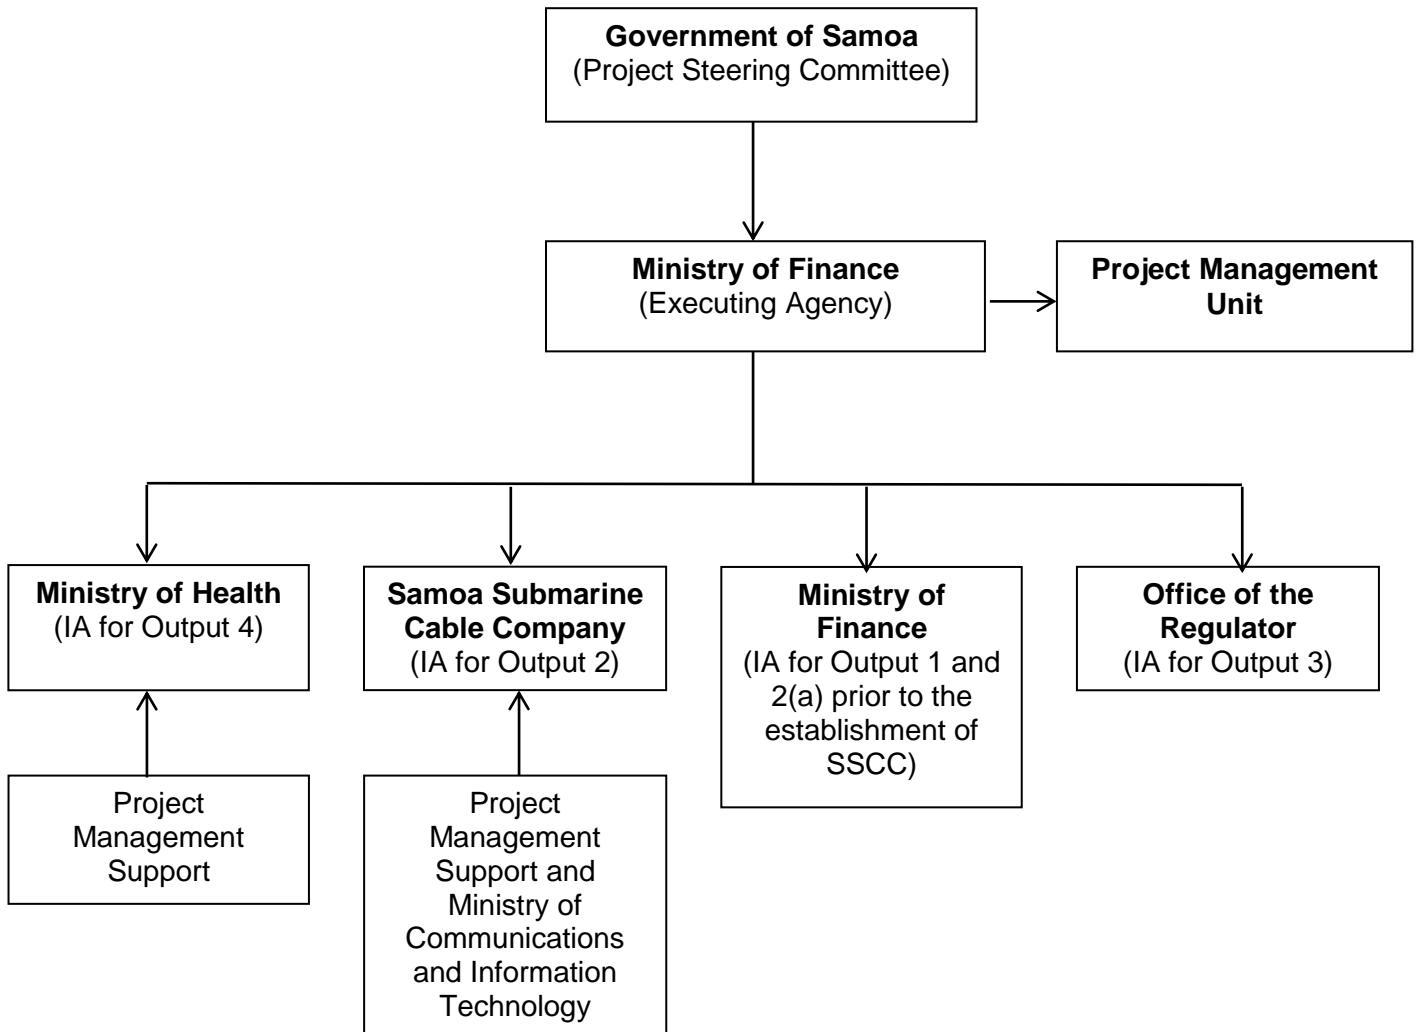 Government of Samoa
(Project Steering Committee)
Ministry of Finance
(Executing Agency)
Project Management
Unit
Ministry of Health
(IA for Output 4)
Samoa Submarine
Cable Company
(IA for Output 2)
Ministry of
Finance
(IA for Output 1 and
2(a) prior to the
establishment of
SSCC)
Office of the
Regulator
(IA for Output 3)
Project
Management
Support
Project
Management
Support and
Ministry of
Communications
and Information
Technology